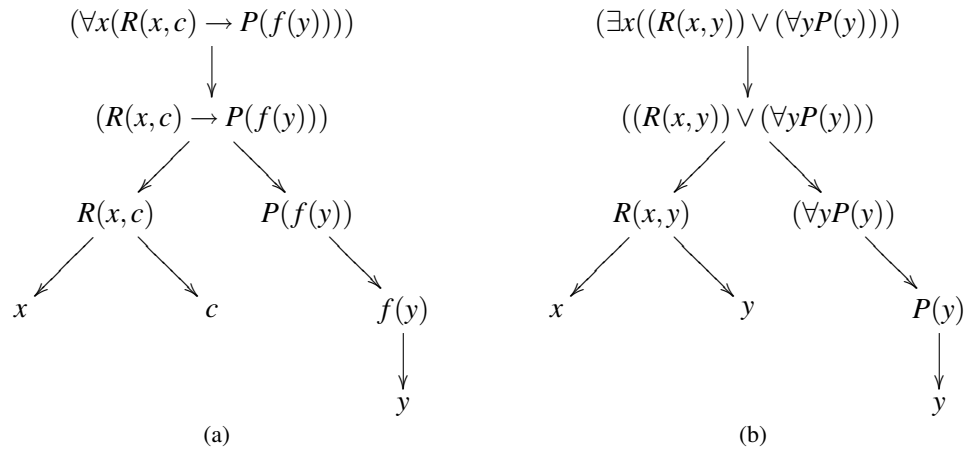 (∀x(R(x,c) → P(f(y)))) (∃x((R(x,y)) ∨ (∀yP(y))))
(R(x,c) → P(f(y))) ((R(x,y)) ∨ (∀yP(y)))
R(x,c) P(f(y)) R(x,y) (∀yP(y))
x c f(y) x y P(y)
y y
(a) (b)